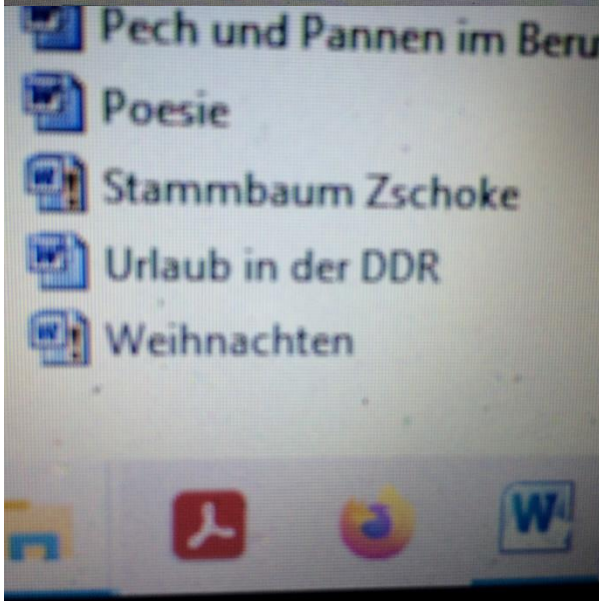 Pech und Pannen im Beru
Poesie
Stammbaum Zschoke
Urlaub in der DDR
Weihnachten